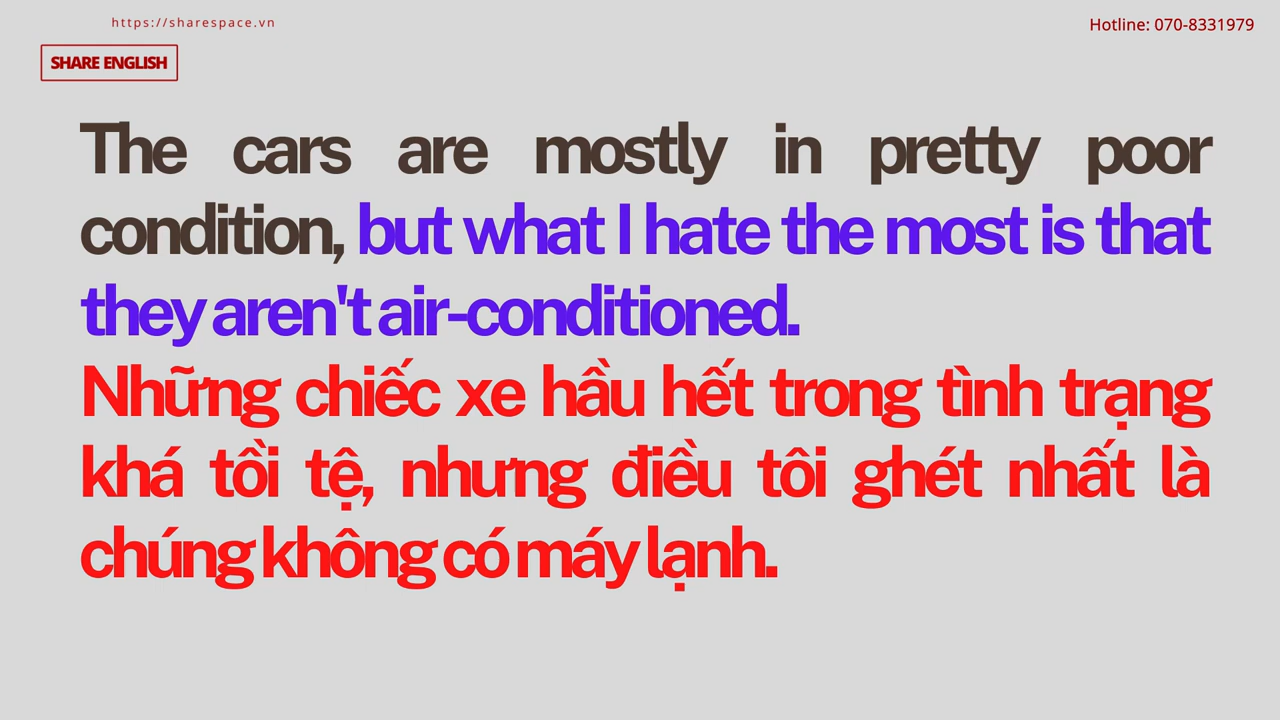 https://sharespace.vn
Hotline: 070-8331979
SHARE ENGLISH
The cars are mostly in pretty poor
condition, but what I hate the most is that
they aren't air-conditioned.
Những chiếc xe hầu hết trong tình trạng
khá tồi tệ, nhưng điều tôi ghét nhất là
chúng không có máy lạnh.